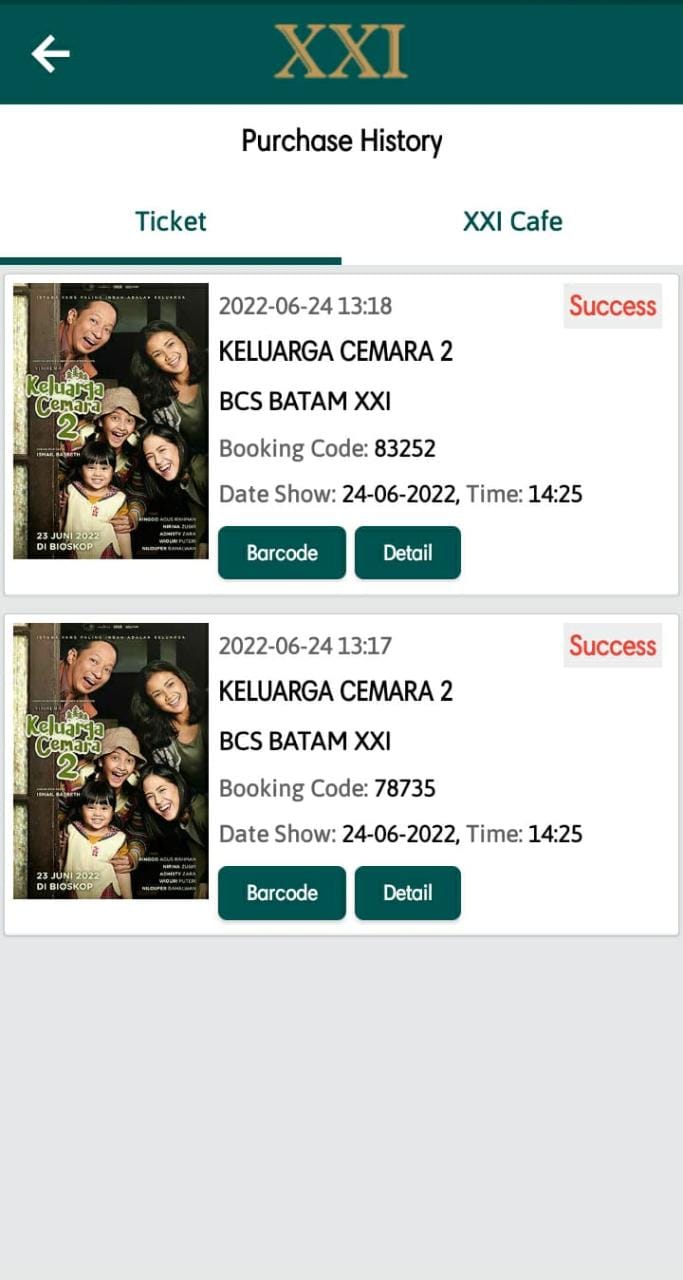 XXI
Purchase History
Ticket
XXI Cafe
2022-06-24 13:18
Success
KELUARGA CEMARA 2
BCS BATAM XXI
Booking Code: 83252
Date Show: 24-06-2022, Time: 14:25
Barcode
Detail
ISTANA YANG PALING INDAH ADALAH KELUARGA
Keluarga
Cemara
2
ISMAIL BASBETH
23 JUNI 2022
DI BIOSKOP
RINGGO AGUS RAHMAN
NIRINA ZUBIR
ADHISTY ZARA
WIDURI PUTERI
2022-06-24 13:17
Success
KELUARGA CEMARA 2
BCS BATAM XXI
Booking Code: 78735
Date Show: 24-06-2022, Time: 14:25
Barcode
Detail
ISTANA YANG PALING INDAH ADALAH KELUARGA
Keluarga
Cemara
2
ISMAIL BASBETH
23 JUNI 2022
DI BIOSKOP
RINGGO AGUS RAHMAN
NIRINA ZUBIR
ADHISTY ZARA
WIDURI PUTERI